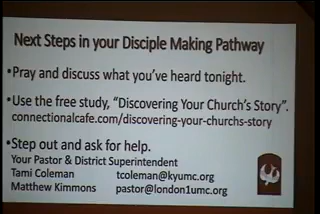 Next Steps in your Disciple Making Pathway
•Pray and discuss what you've heard tonight.
•Use the free study, "Discovering Your Church's Story".
connectionalcafe.com/discovering-your-churchs-story
•Step out and ask for help.
Your Pastor & District Superintendent
Tami Coleman tcoleman@kyumc.org
Matthew Kimmons pastor@london1umc.org